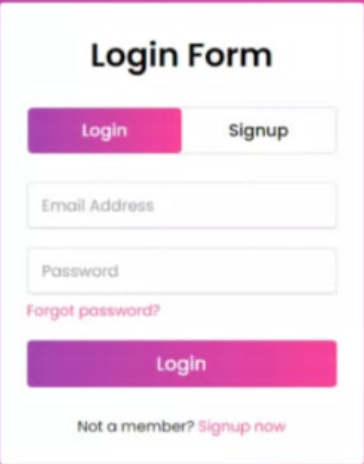 Login Form
Login Signup
Email Address
Password
Forgot password?
Login
Not a member? Signup now